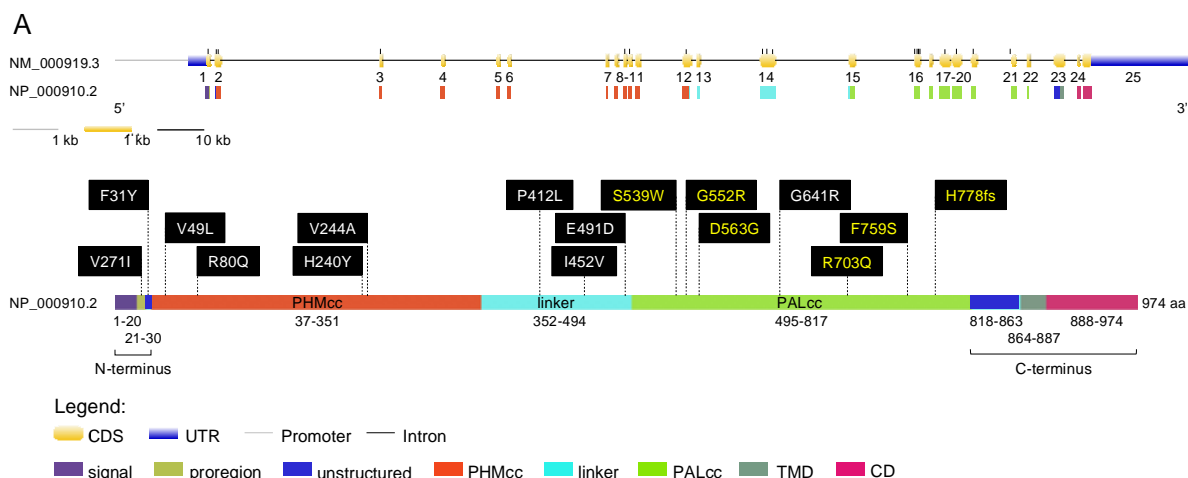 A
NM_000919.3
1 2 3 4 5 6 7 8-11 12 13 14 15 16 17-20 21 22 23 24 25
NP_000910.2
5’ 3’
1 kb 1 kb 10 kb
F31Y P412L S539W G552R G641R H778fs
V49L V244A E491D D563G F759S
V271I R80Q H240Y I452V R703Q
NP_000910.2 PHMcc linker PALcc 974 aa
1-20 37-351 352-494 495-817 818-863 888-974
21-30 864-887
N-terminus C-terminus
Legend:
CDS UTR Promoter Intron
signal proregion unstructured PHMcc linker PALcc TMD CD